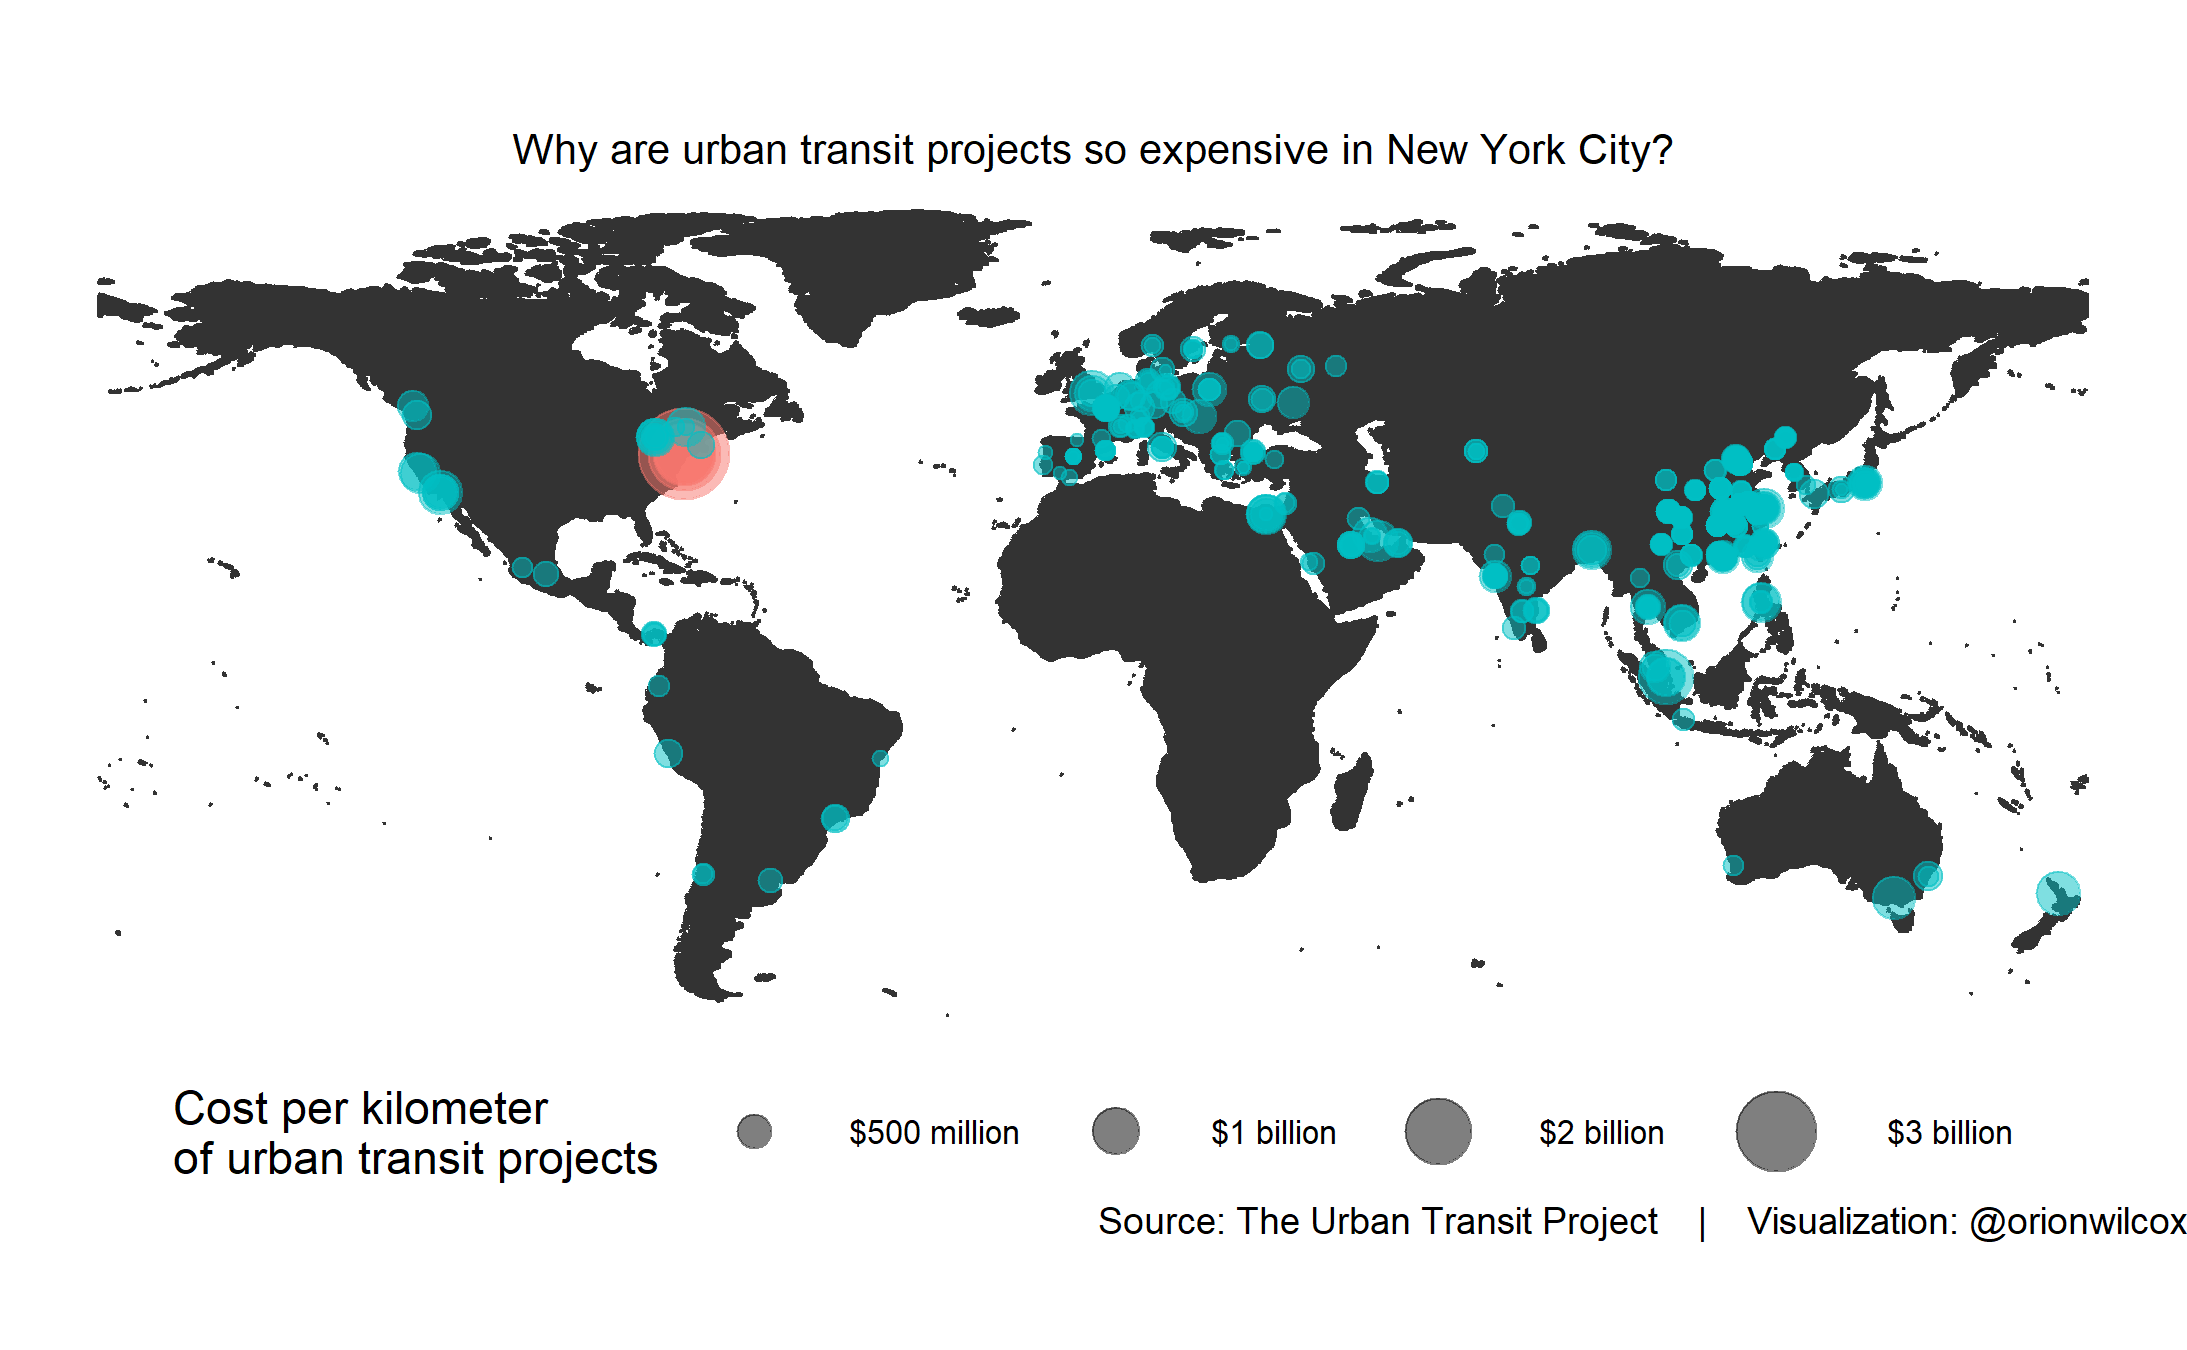 Why are urban transit projects so expensive in New York City?
Cost per kilometer
of urban transit projects
$500 million
$1 billion
$2 billion
$3 billion
Source: The Urban Transit Project | Visualization: @orionwilcox